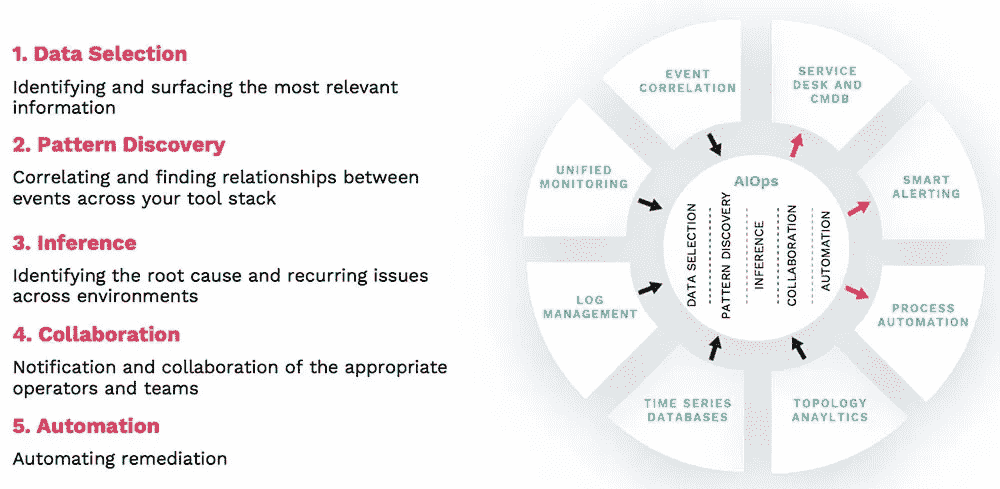 1. Data Selection
Identifying and surfacing the most relevant
information
2. Pattern Discovery
Correlating and finding relationships between
events across your tool stack
3. Inference
Identifying the root cause and recurring issues
across environments
4. Collaboration
Notification and collaboration of the appropriate
operators and teams
5. Automation
Automating remediation
EVENT
CORRELATION
SERVICE
DESK AND
CMDB
UNIFIED
MONITORING
SMART
ALERTING
AIOps
DATA SELECTION
PATTERN DISCOVERY
INFERENCE
COLLABORATION
AUTOMATION
LOG
MANAGEMENT
PROCESS
AUTOMATION
TIME SERIES
DATABASES
TOPOLOGY
ANAYLTICS